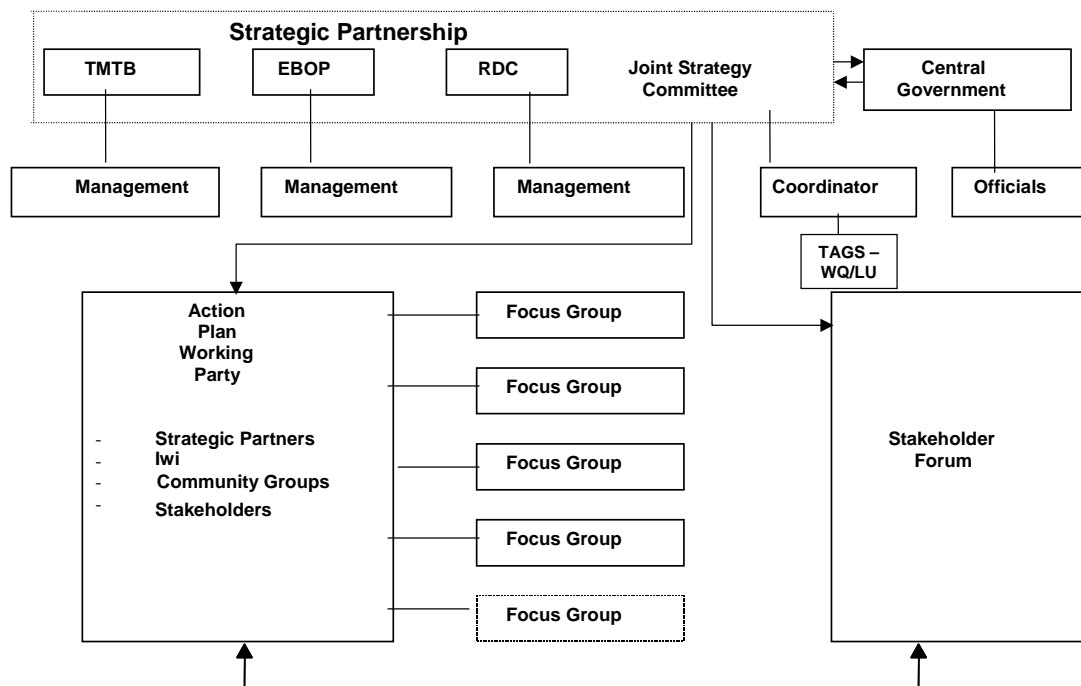 Strategic Partnership
TMTB
EBOP
RDC
Joint Strategy
Committee
Central
Government
Management
Management
Management
Coordinator
Officials
TAGS –
WQ/LU
Action
Plan
Working
Party
- Strategic Partners
- Iwi
- Community Groups
- Stakeholders
Focus Group
Focus Group
Focus Group
Focus Group
Focus Group
Stakeholder
Forum